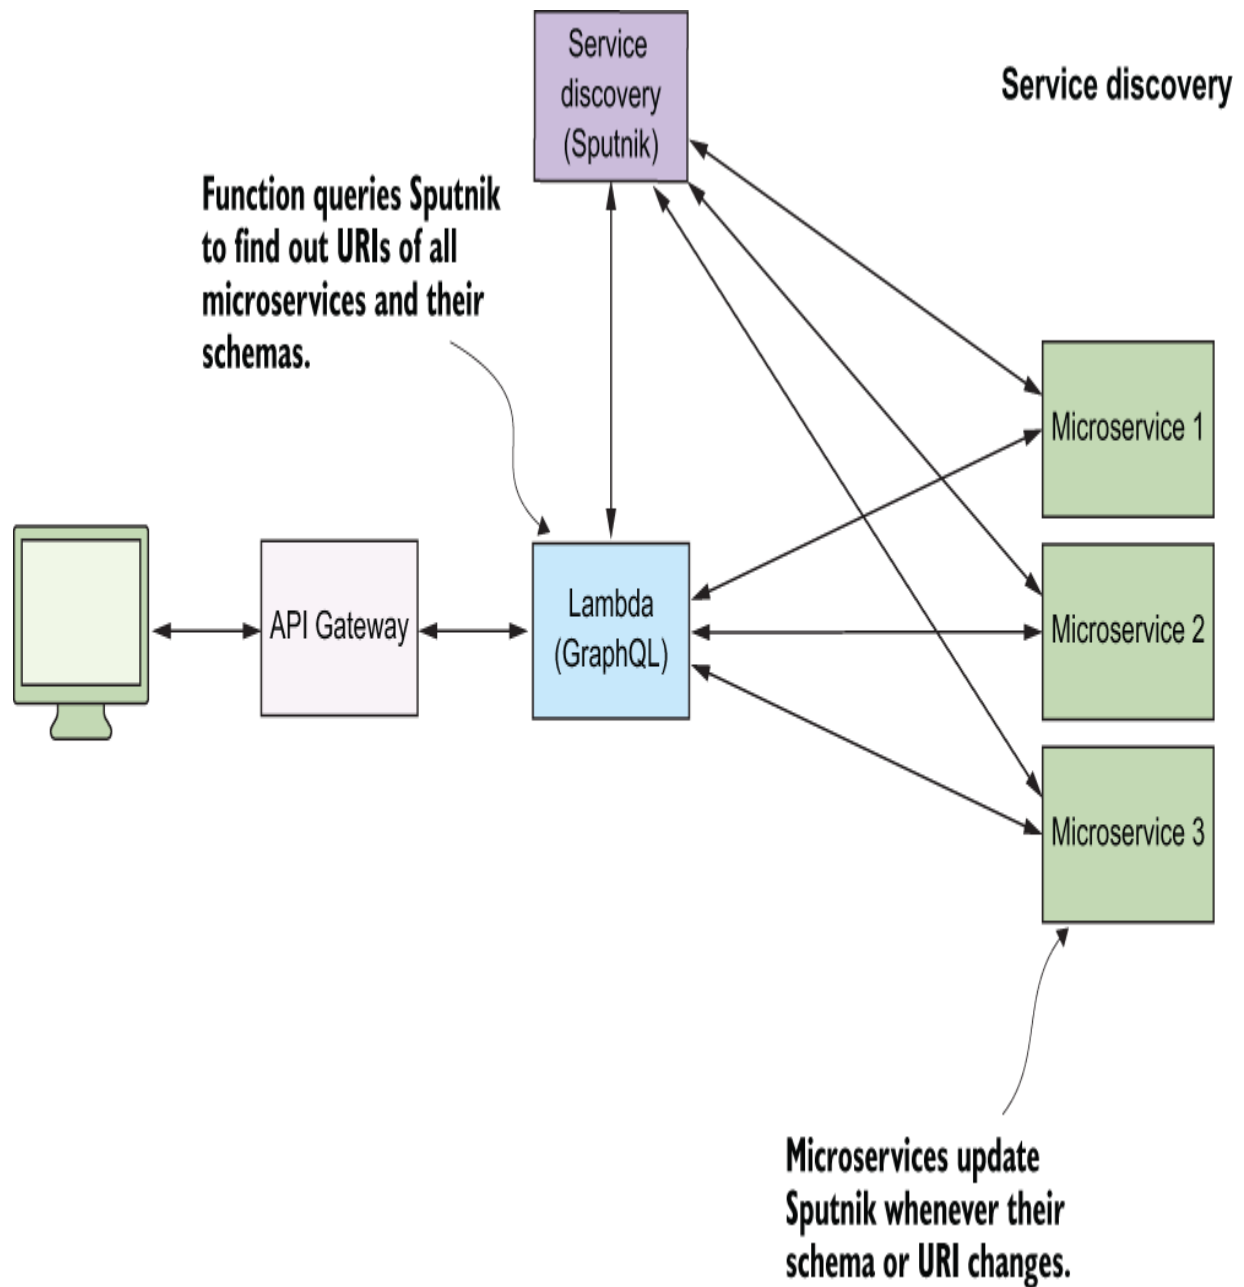 Service
discovery
(Sputnik)
Service discovery
Function queries Sputnik
to find out URIs of all
microservices and their
schemas.
Microservice 1
API Gateway
Lambda
(GraphQL)
Microservice 2
Microservice 3
Microservices update
Sputnik whenever their
schema or URI changes.